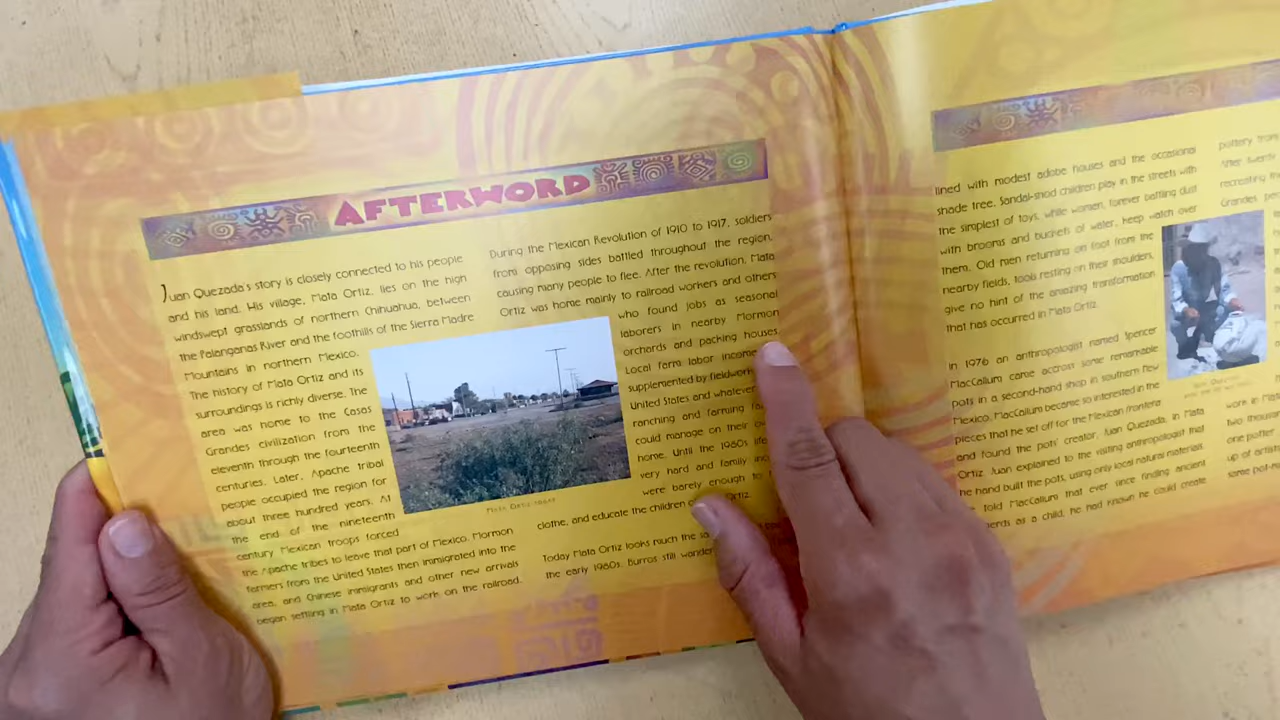 AFTERWORD
Juan Quezada's story is closely connected to his people
and his land. His village, Mata Ortiz, lies on the high
windswept grasslands of northern Chihuahua, between
the Palanganas River and the foothills of the Sierra Madre
Mountains in northern Mexico.
The history of Mata Ortiz and its
surroundings is richly diverse. The
area was home to the Casas
Grandes civilization from the
eleventh through the fourteenth
centuries. Later, Apache tribal
people occupied the region for
about three hundred years. At
the end of the nineteenth
century Mexican troops forced
the Apache tribes to leave that part of Mexico. Mormon
farmers from the United States then immigrated into the
area, and Chinese immigrants and other new arrivals
began settling in Mata Ortiz to work on the railroad.
During the Mexican Revolution of 1910 to 1917, soldiers
from opposing sides battled throughout the region,
causing many people to flee. After the revolution, Mata
Ortiz was home mainly to railroad workers and others
who found jobs as seasonal
laborers in nearby Mormon
orchards and packing houses.
Local farm labor income
supplemented by fieldwork
United States and whatever
ranching and farming
could manage on their
home. Until the 1980s
very hard and family
were barely enough to
clothe, and educate the children Ortiz.
Today Mata Ortiz looks much the
the early 1980s. Burros still wander
MATA ORTIZ TODAY
lined with modest adobe houses and the occasional
shade tree. Sandal-shod children play in the streets with
the simplest of toys, while women, forever battling dust
with brooms and buckets of water, keep watch over
them. Old men returning on foot from the
nearby fields, tools resting on their shoulders,
give no hint of the amazing transformation
that has occurred in Mata Ortiz.
In 1976 an anthropologist named Spencer
MacCallum came across some remarkable
pots in a second-hand shop in southern New
Mexico. MacCallum became so interested in the
pieces that he set off for the Mexican frontera
and found the pots' creator, Juan Quezada, in Mata
Ortiz. Juan explained to the visiting anthropologist that
he hand built the pots, using only local natural materials.
told MacCallum that ever since finding ancient
as a child, he had known he could create
pottery
After twenty
recreating
Grandes
work in
two
one potter
up of
some